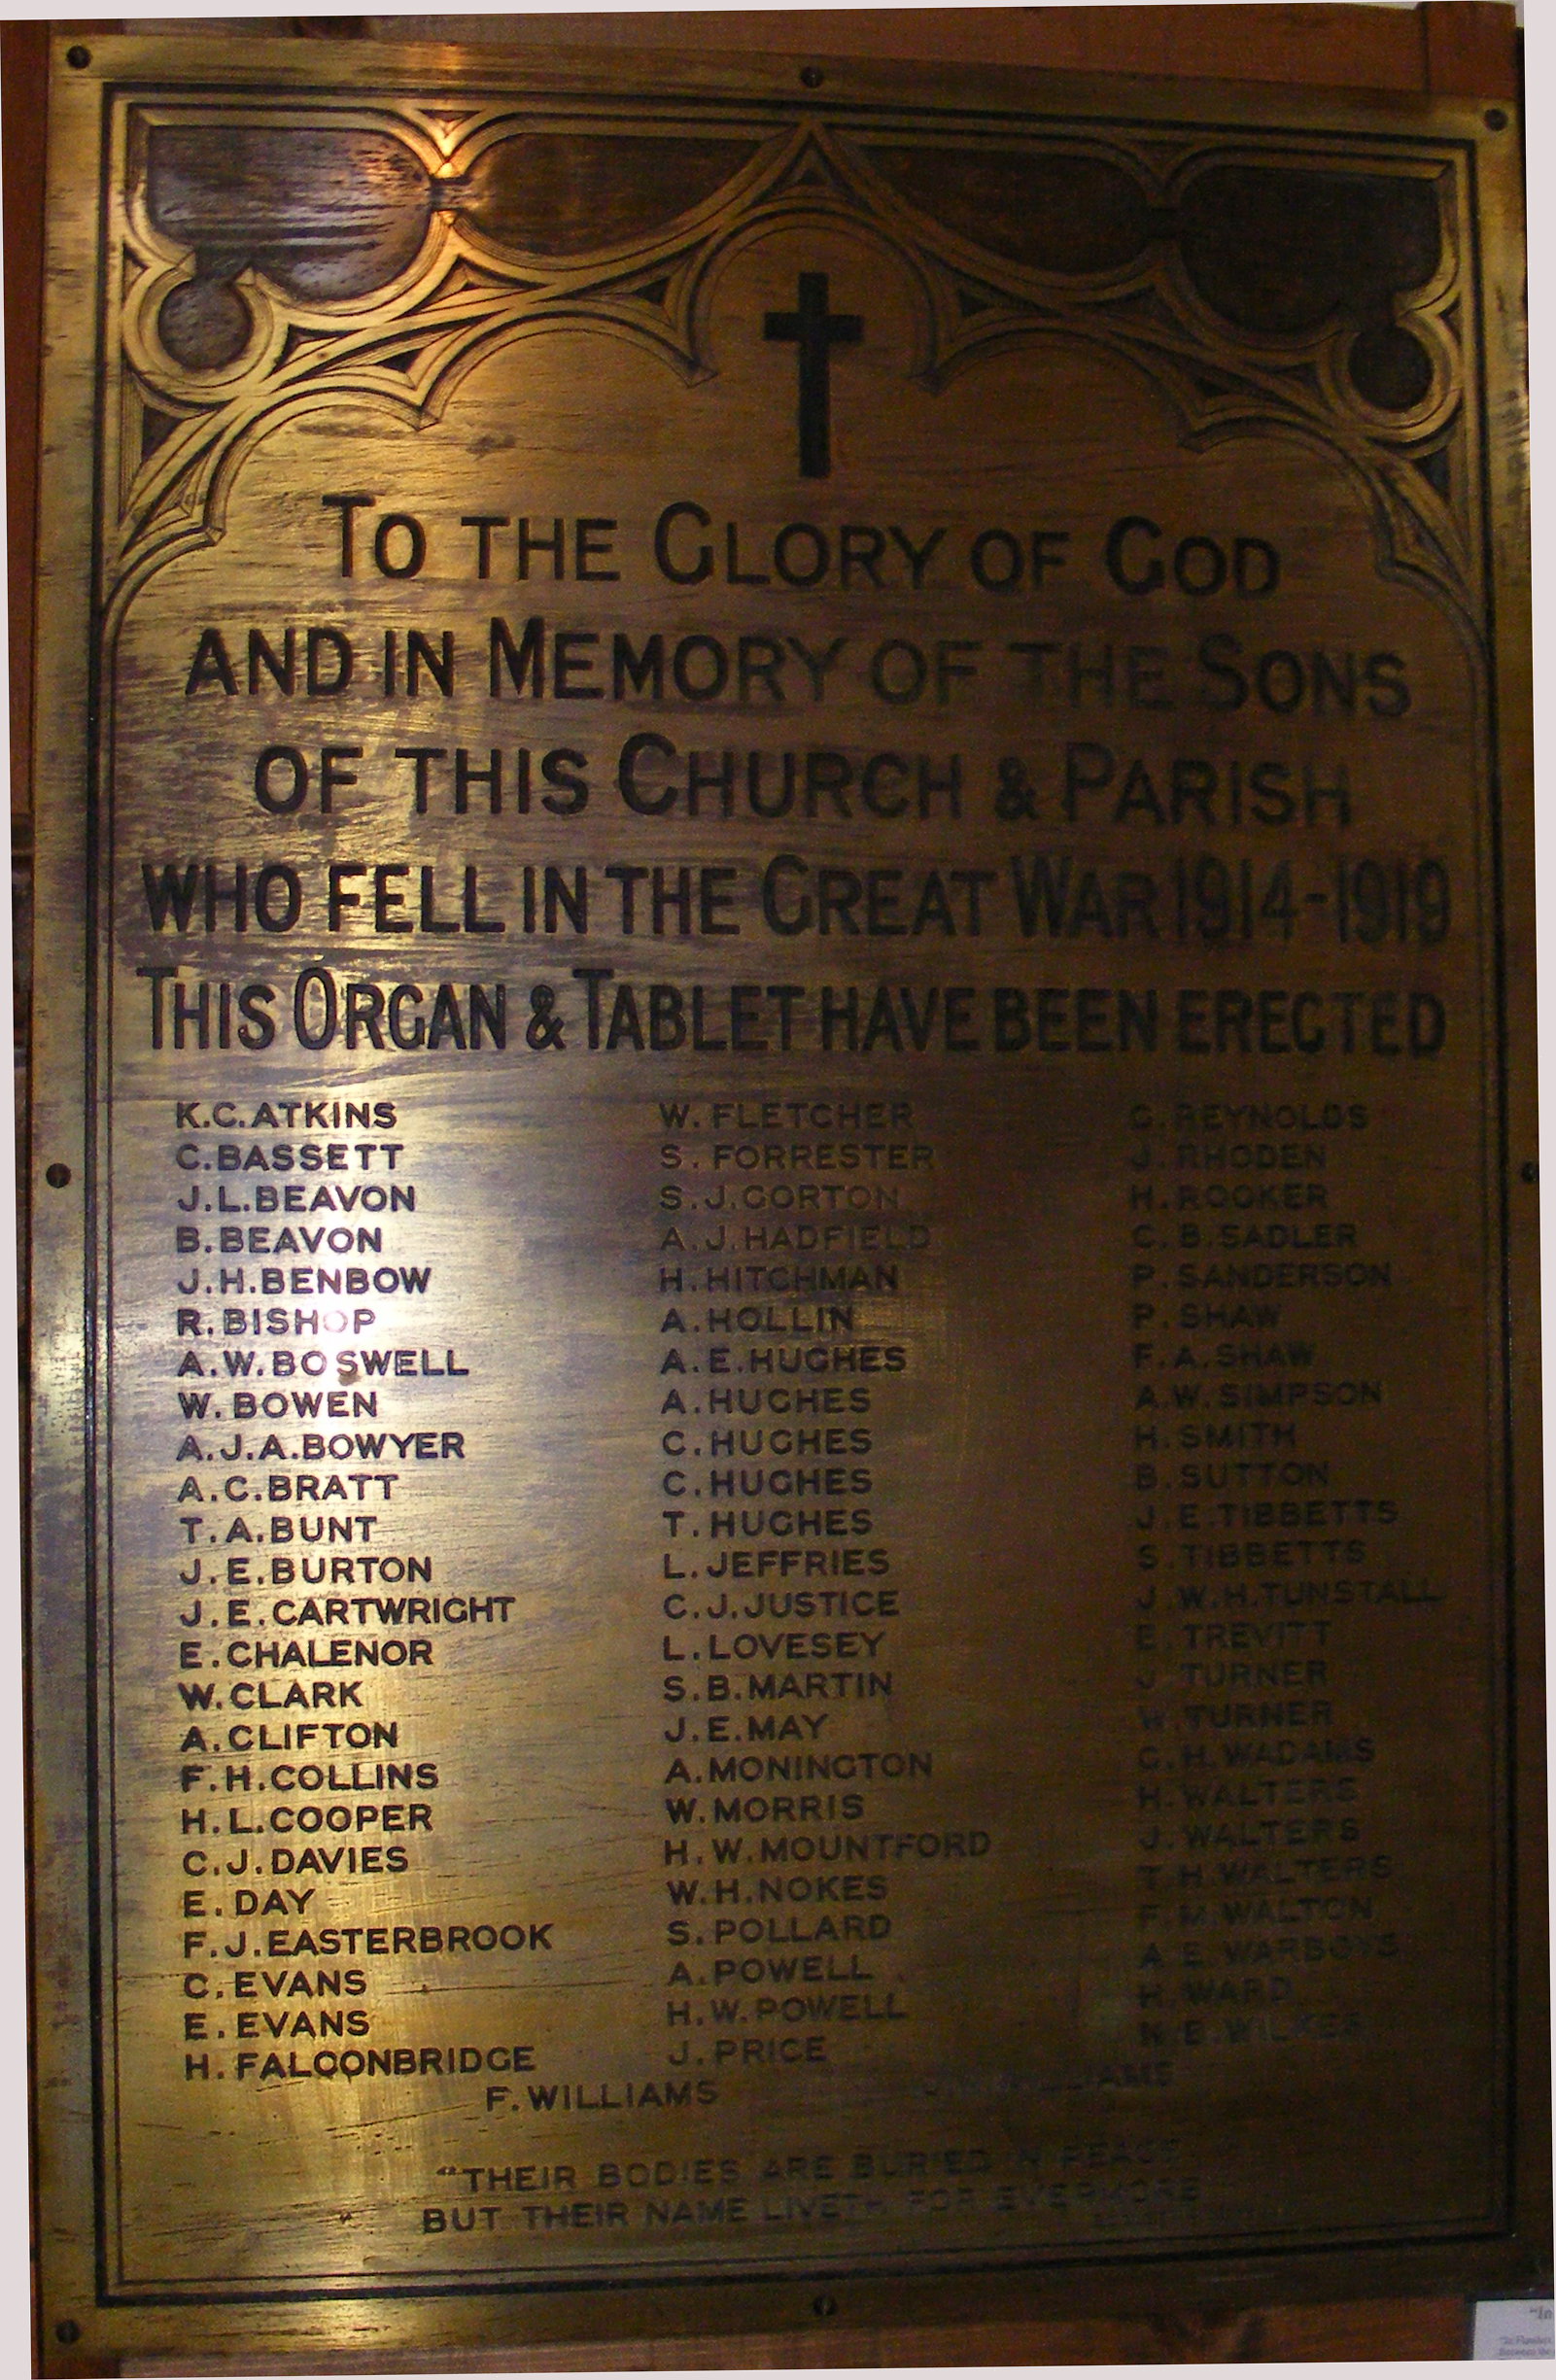 TO THE GLORY OF GOD
AND IN MEMORY OF THE SONS
OF THIS CHURCH & PARISH
WHO FELL IN THE GREAT WAR 1914-1919
THIS ORGAN & TABLET HAVE BEEN ERECTED
K.C.ATKINS
C.BASSETT
J.L.BEAVON
B.BEAVON
J.H.BENBOW
R.BISHOP
A.W.BOSWELL
W.BOWEN
A.J.A.BOWYER
A.C.BRATT
T.A.BUNT
J.E.BURTON
J.E.CARTWRIGHT
E.CHALENOR
W.CLARK
A.CLIFTON
F.H.COLLINS
H.L.COOPER
C.J.DAVIES
E.DAY
F.J.EASTERBROOK
C.EVANS
E.EVANS
H.FALCONBRIDGE
W.FLETCHER
S.FORRESTER
S.J.GORTON
A.J.HADFIELD
H.HITCHMAN
A.HOLLIN
A.E.HUGHES
A.HUGHES
C.HUGHES
C.HUGHES
T.HUGHES
L.JEFFRIES
C.J.JUSTICE
L.LOVESEY
S.B.MARTIN
J.E.MAY
A.MONINGTON
W.MORRIS
H.W.MOUNTFORD
W.H.NOKES
S.POLLARD
A.POWELL
H.W.POWELL
J.PRICE
REYNOLDS
J.RHODEN
H.ROOKER
C.B.SADLER
P.SANDERSON
P.SHAW
F.A.SHAW
A.W.SIMPSON
H.SMITH
B.SUTTON
J.E.TIBBETTS
S.TIBBETTS
J.W.H.TUNSTALL
E.TREVITT
J.TURNER
W.TURNER
WADAMS
H.WALTERS
J.WALTERS
T.H.WALTERS
F.M.WALTON
A.E.WARBOYS
H.WARD
WILKES
F.WILLIAMS
WILLIAMS
"THEIR BODIES ARE BURIED IN PEACE
BUT THEIR NAME LIVETH FOR EVERMORE
"In